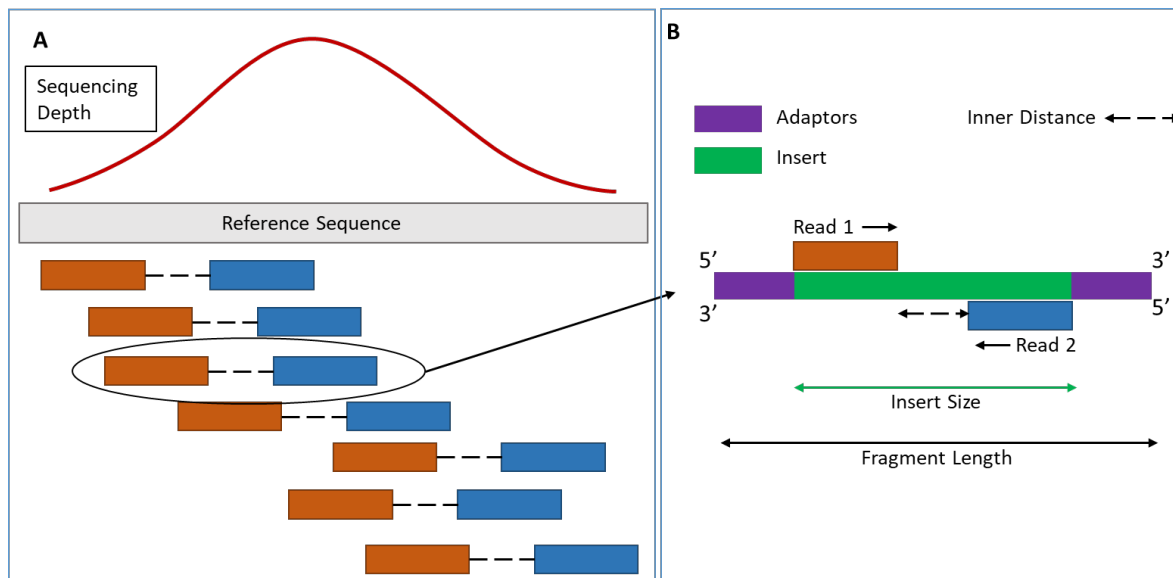 A
Sequencing
Depth
Reference Sequence
B
Adaptors
Inner Distance
Insert
Read 1
5’
3’
3’
5’
Read 2
Insert Size
Fragment Length